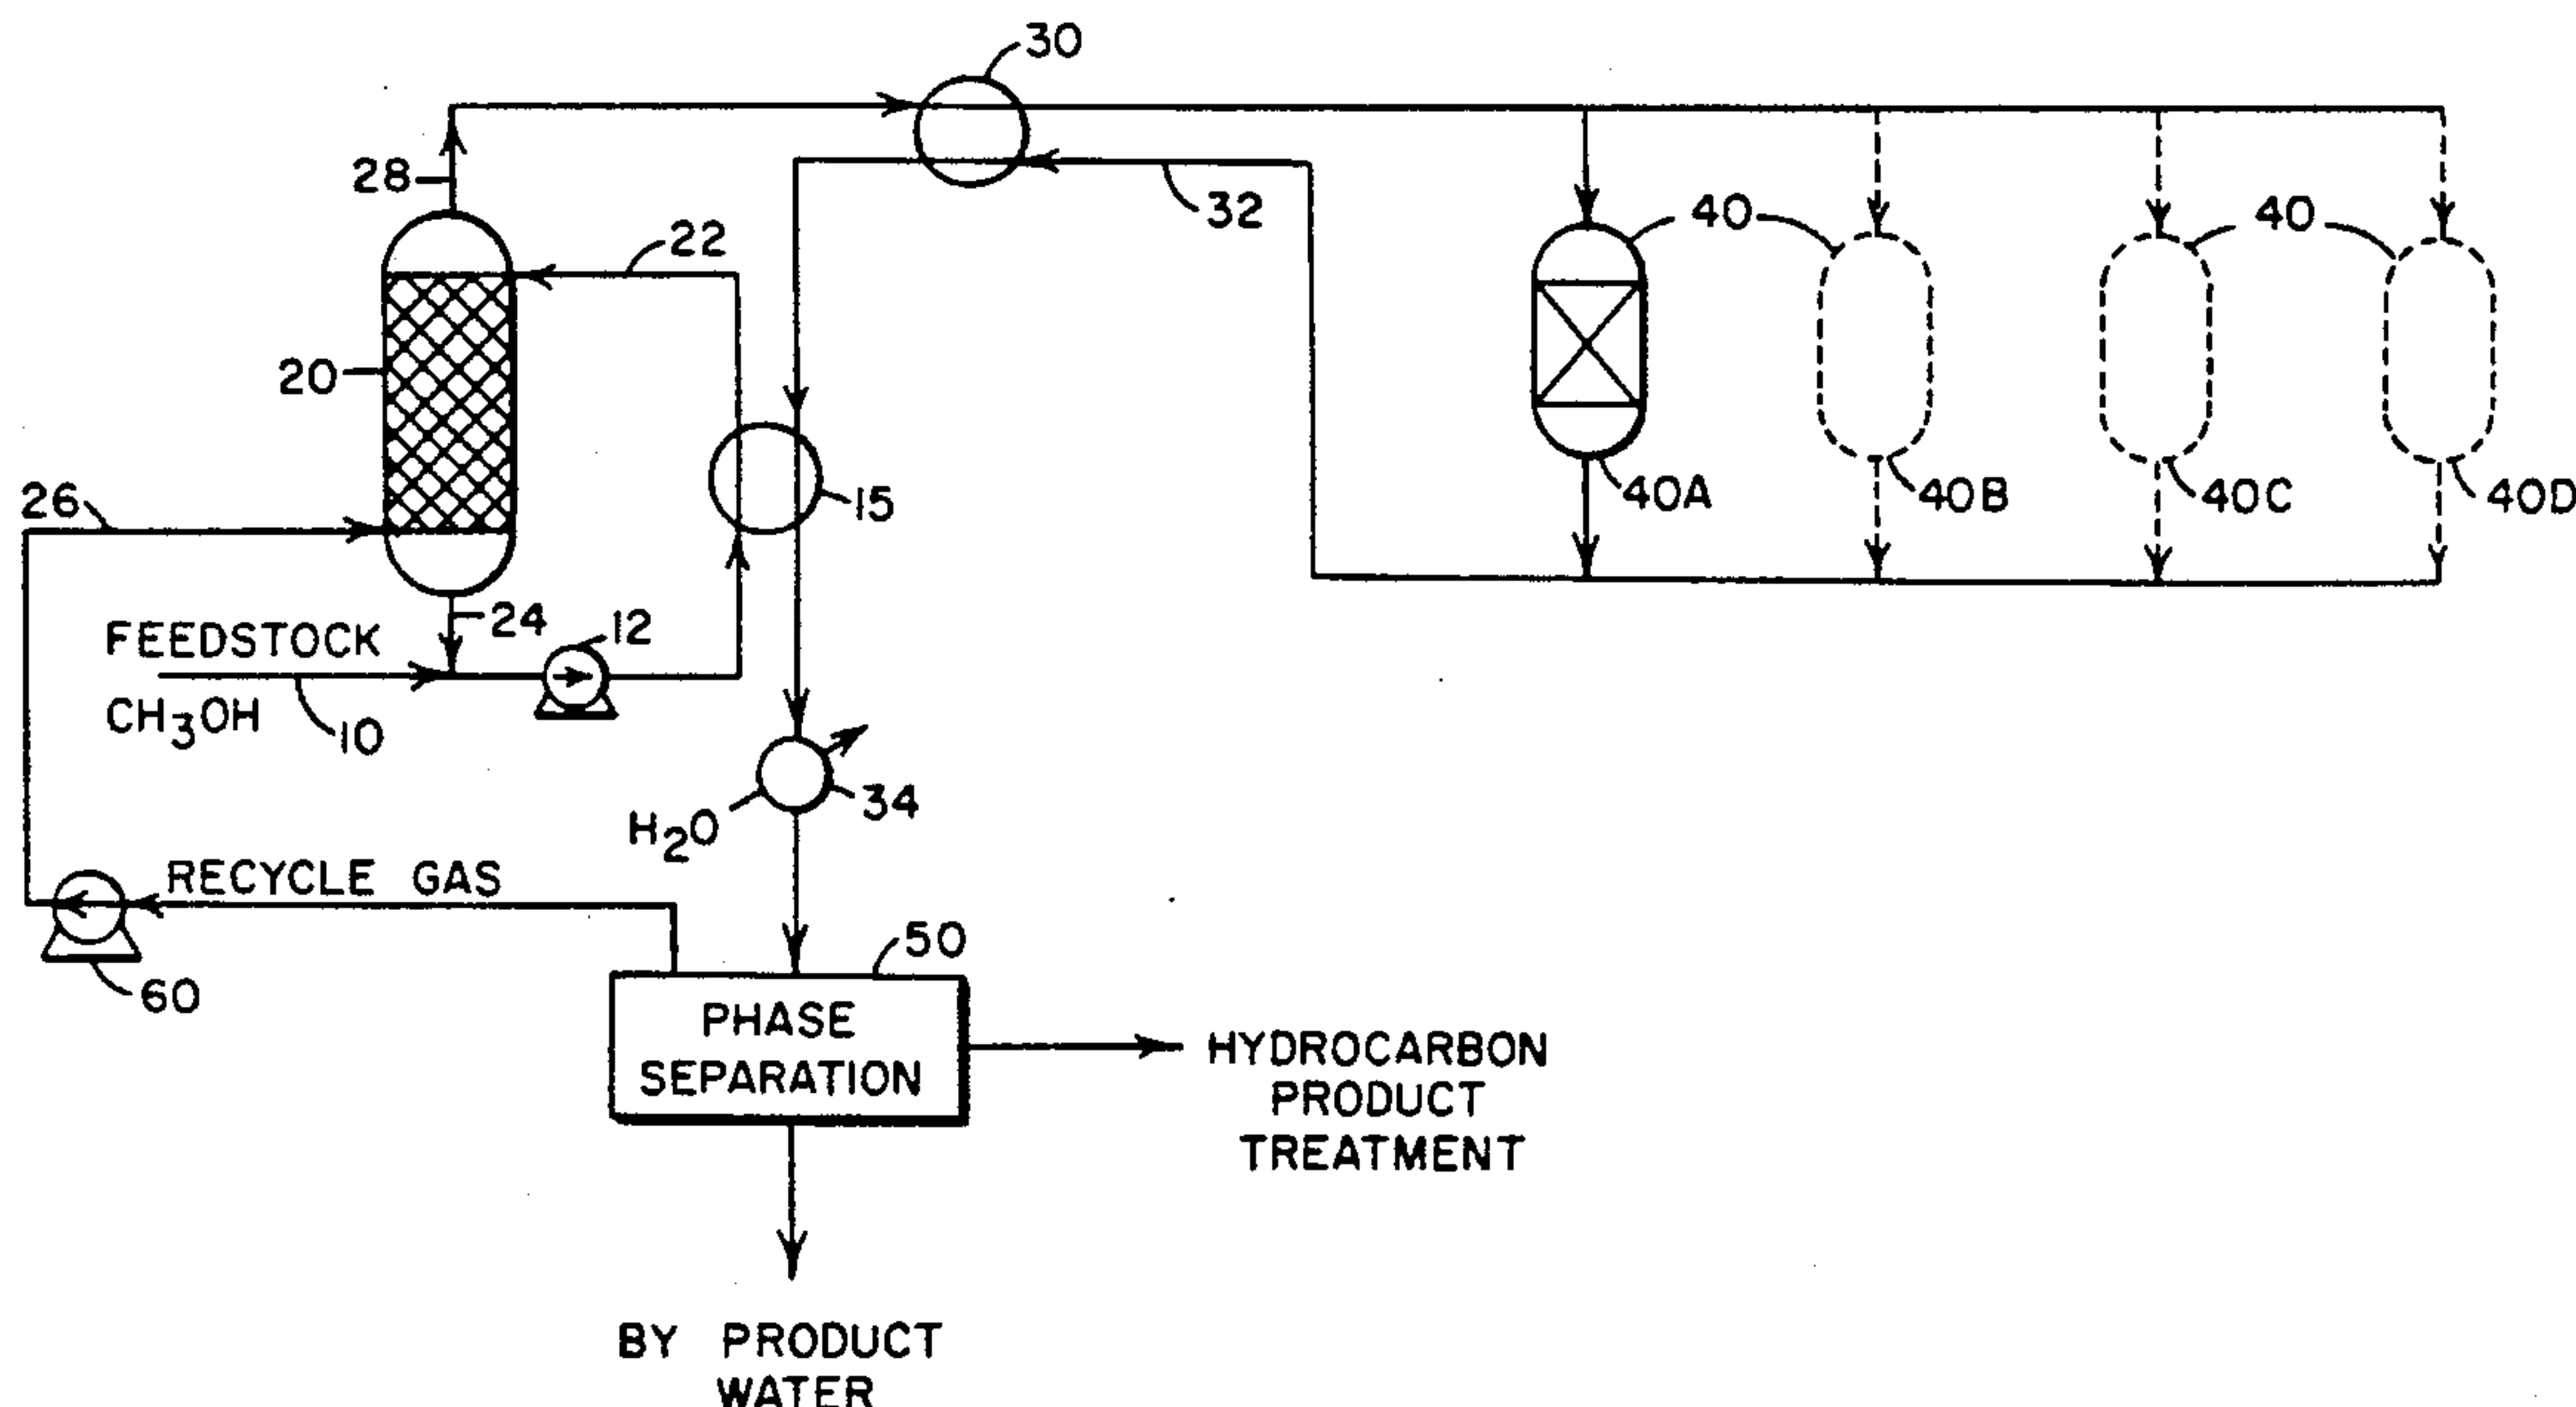 30
28
32
22
40
40
20
26
15
40A
40B
40C
40D
24
12
FEEDSTOCK
CH3OH
10
H2O
34
RECYCLE GAS
60
50
PHASE
SEPARATION
HYDROCARBON
PRODUCT
TREATMENT
BY PRODUCT
WATER